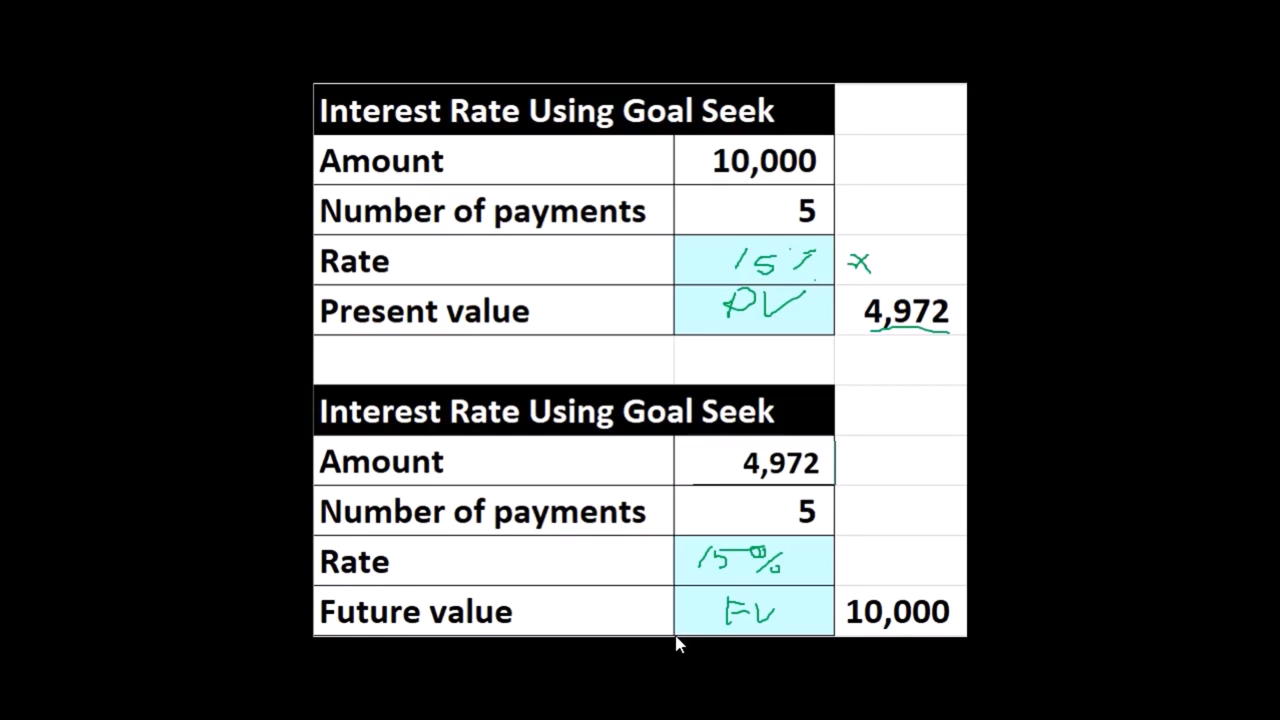 Interest Rate Using Goal Seek
Amount 10,000
Number of payments 5
Rate 15% x
Present value PV 4,972
Interest Rate Using Goal Seek
Amount 4,972
Number of payments 5
Rate 15%
Future value FV 10,000